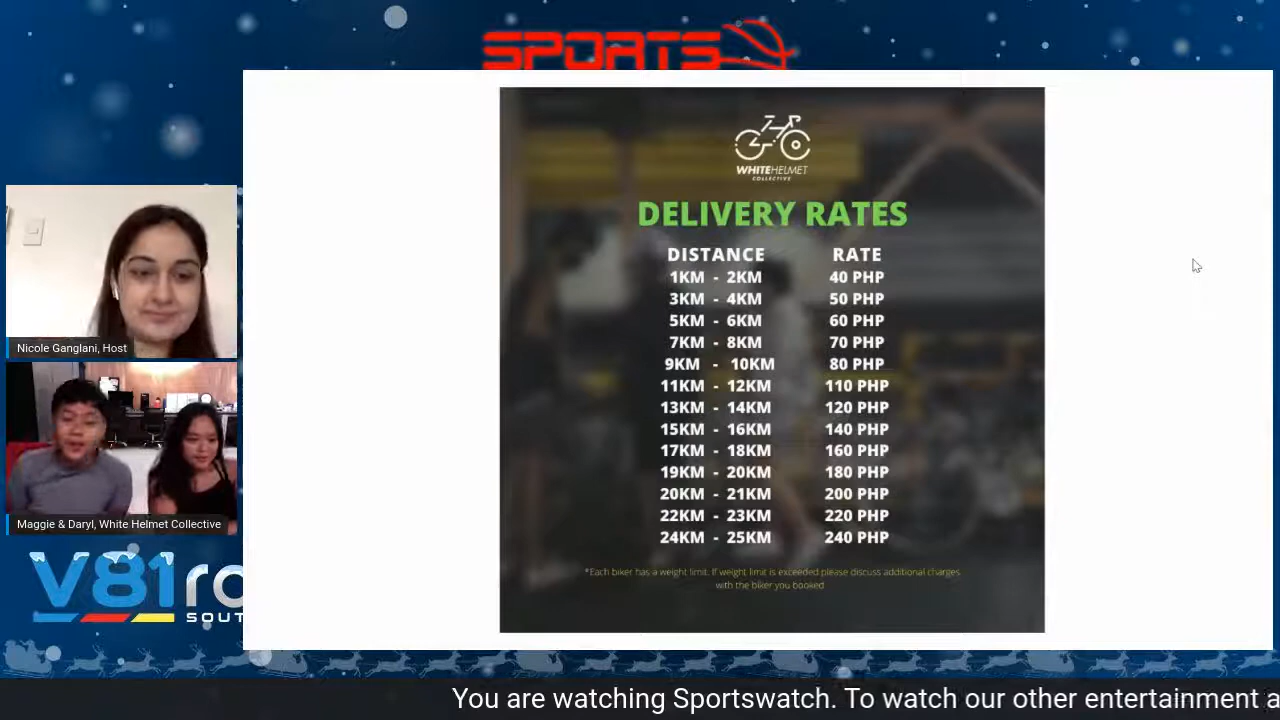 SPORTS
WHITEHELMET
COLLECTIVE
DELIVERY RATES
DISTANCE RATE
1KM - 2KM 40 PHP
3KM - 4KM 50 PHP
5KM - 6KM 60 PHP
7KM - 8KM 70 PHP
9KM - 10KM 80 PHP
11KM - 12KM 110 PHP
13KM - 14KM 120 PHP
15KM - 16KM 140 PHP
17KM - 18KM 160 PHP
19KM - 20KM 180 PHP
20KM - 21KM 200 PHP
22KM - 23KM 220 PHP
24KM - 25KM 240 PHP
*Each biker has a weight limit. If weight limit is exceeded please discuss additional charges
with the biker you booked
Nicole Ganglani, Host
Maggie & Daryl, White Helmet Collective
V81ra
SOUT
You are watching Sportswatch. To watch our other entertainment a